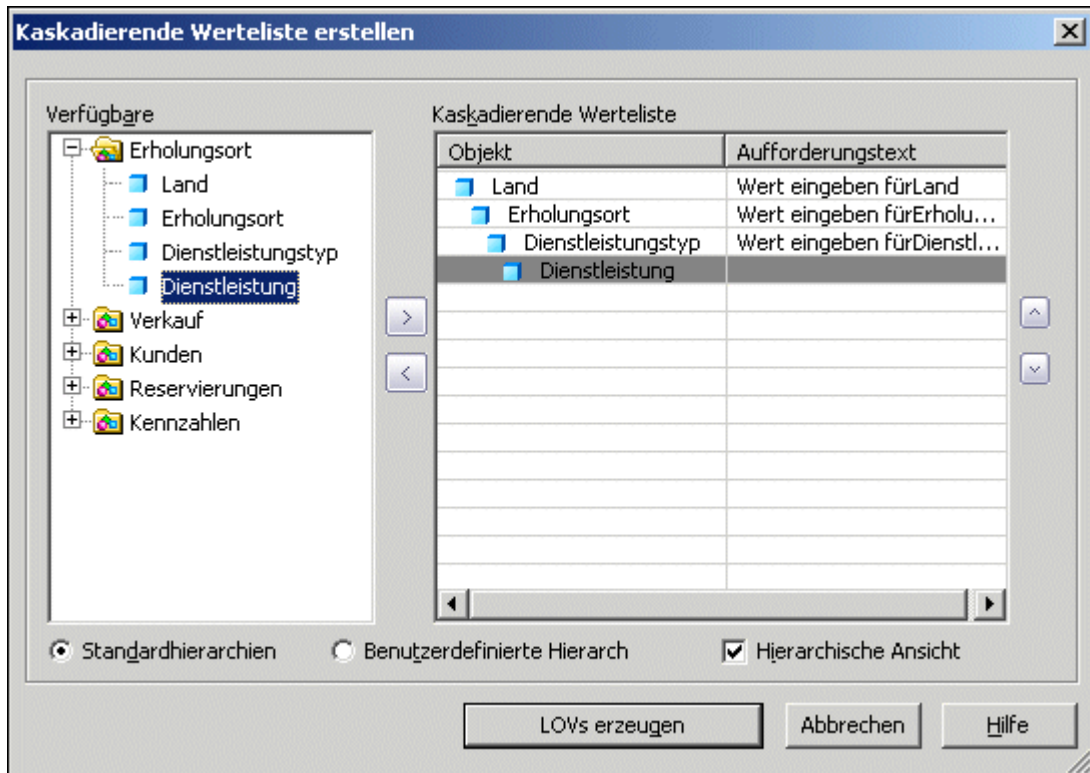 Kaskadierende Werteliste erstellen
Verfügbare
Kaskadierende Werteliste
Erholungsort
Land
Erholungsort
Dienstleistungstyp
Dienstleistung
Verkauf
Kunden
Reservierungen
Kennzahlen
Objekt Aufforderungstext
Land Wert eingeben fürLand
Erholungsort Wert eingeben fürErholu...
Dienstleistungstyp Wert eingeben fürDienstl...
Dienstleistung
Standardhierarchien Benutzerdefinierte Hierarch Hierarchische Ansicht
LOVs erzeugen Abbrechen Hilfe